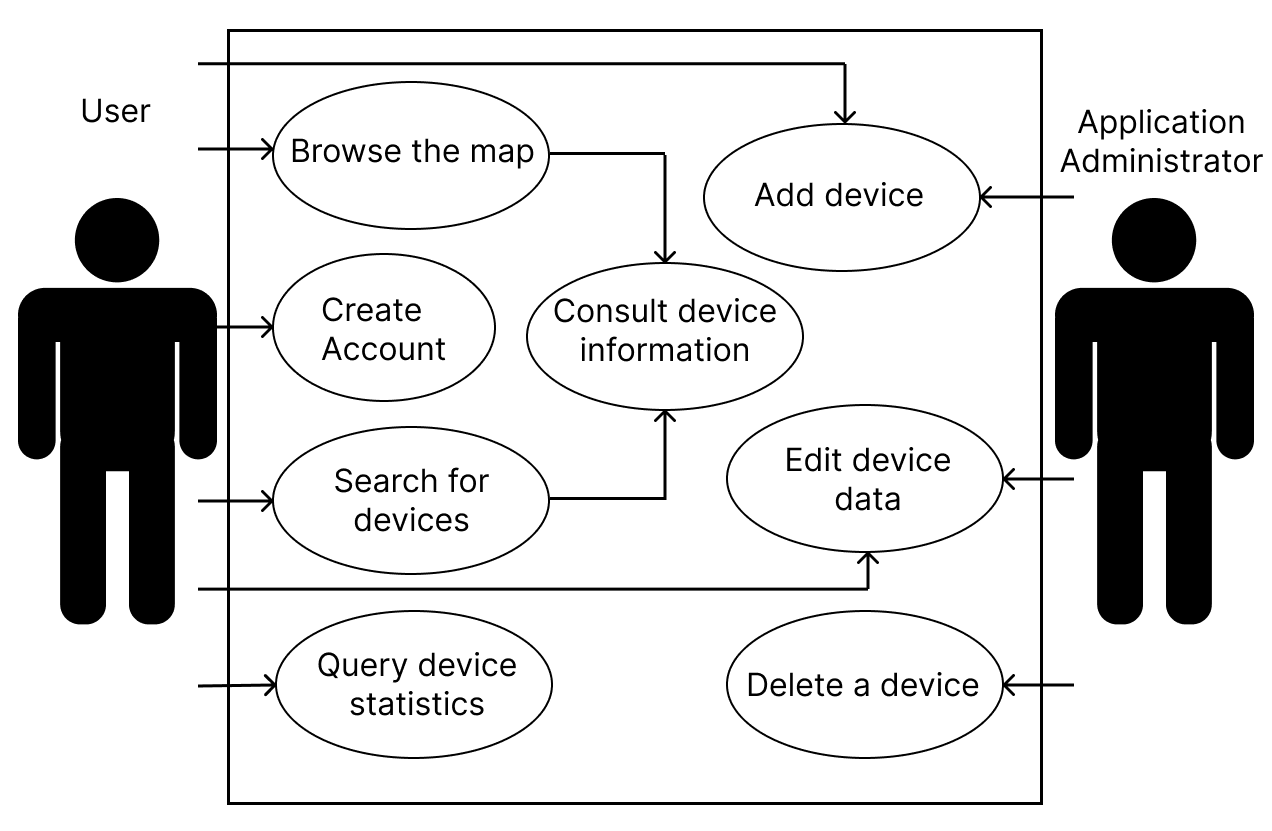 User
Application
Administrator
Browse the map
Add device
Create
Account
Consult device
information
Search for
devices
Edit device
data
Query device
statistics
Delete a device